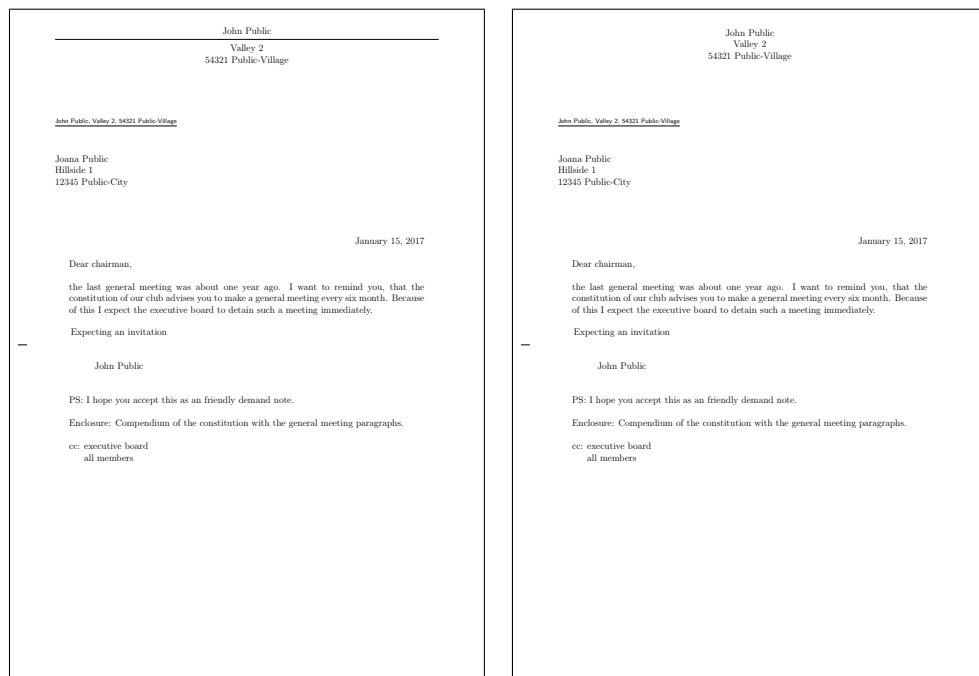 John Public
Valley 2
54321 Public-Village
John Public, Valley 2, 54321 Public-Village
Joana Public
Hillside 1
12345 Public-City
January 15, 2017
Dear chairman,
the last general meeting was about one year ago. I want to remind you, that the
constitution of our club advises you to make a general meeting every six month. Because
of this I expect the executive board to detain such a meeting immediately.
Expecting an invitation
John Public
PS: I hope you accept this as an friendly demand note.
Enclosure: Compendium of the constitution with the general meeting paragraphs.
cc: executive board
all members
John Public
Valley 2
54321 Public-Village
John Public, Valley 2, 54321 Public-Village
Joana Public
Hillside 1
12345 Public-City
January 15, 2017
Dear chairman,
the last general meeting was about one year ago. I want to remind you, that the
constitution of our club advises you to make a general meeting every six month. Because
of this I expect the executive board to detain such a meeting immediately.
Expecting an invitation
John Public
PS: I hope you accept this as an friendly demand note.
Enclosure: Compendium of the constitution with the general meeting paragraphs.
cc: executive board
all members